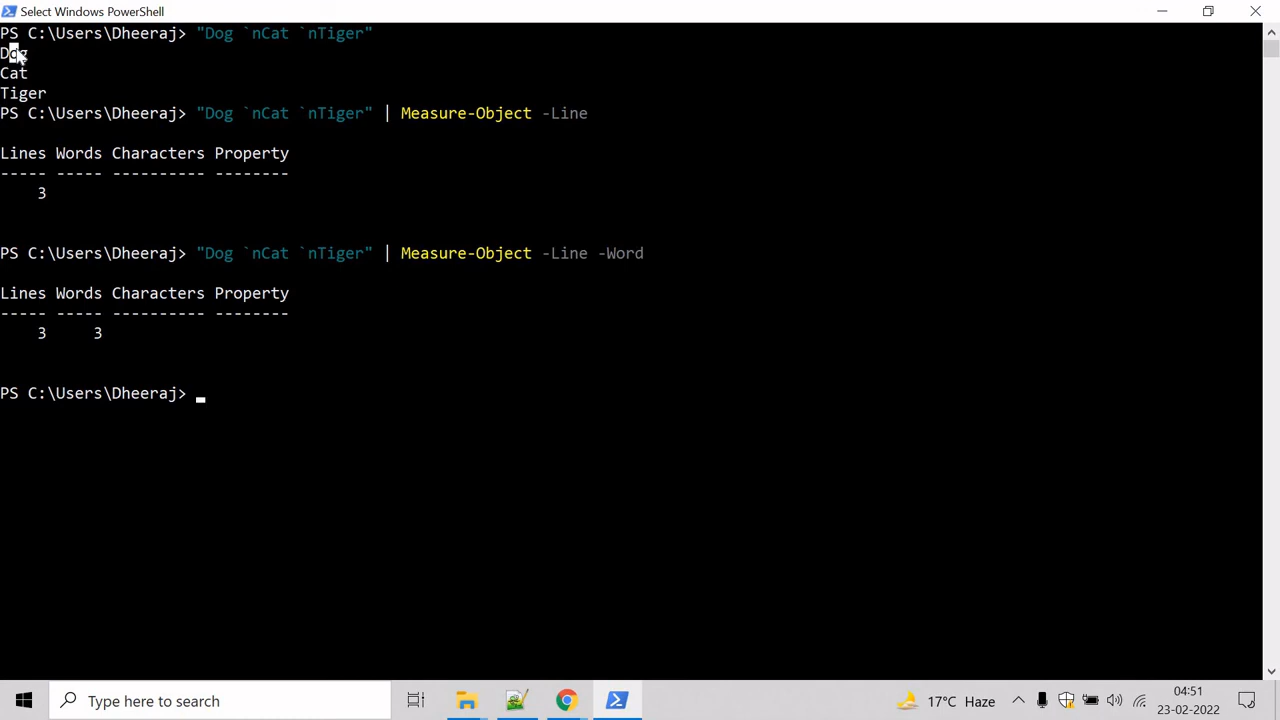 Select Windows PowerShell
PS C:\Users\Dheeraj> "Dog `nCat `nTiger"
Dog
Cat
Tiger
PS C:\Users\Dheeraj> "Dog `nCat `nTiger" | Measure-Object -Line
Lines Words Characters Property
----- ----- ---------- --------
3
PS C:\Users\Dheeraj> "Dog `nCat `nTiger" | Measure-Object -Line -Word
Lines Words Characters Property
----- ----- ---------- --------
3 3
PS C:\Users\Dheeraj>
Type here to search
17°C Haze
04:51
23-02-2022